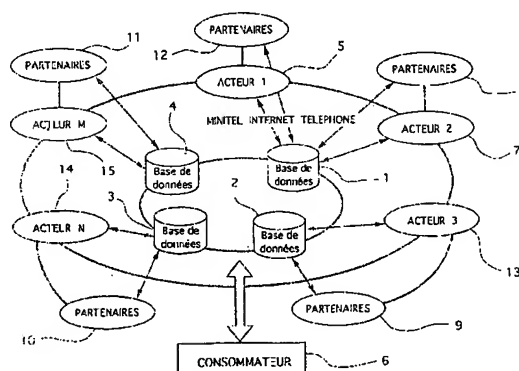 11
12
5
PARTENAIRES
PARTENAIRES
PARTENAIRES
ACTEUR 1
4
ACTEUR M
MINITEL INTERNET TELEPHONE
ACTEUR 2
7
14
15
Base de
données
Base de
données
1
3
2
ACTEUR N
Base de
données
Base de
données
ACTEUR 3
13
PARTENAIRES
PARTENAIRES
10
9
CONSOMMATEUR
6